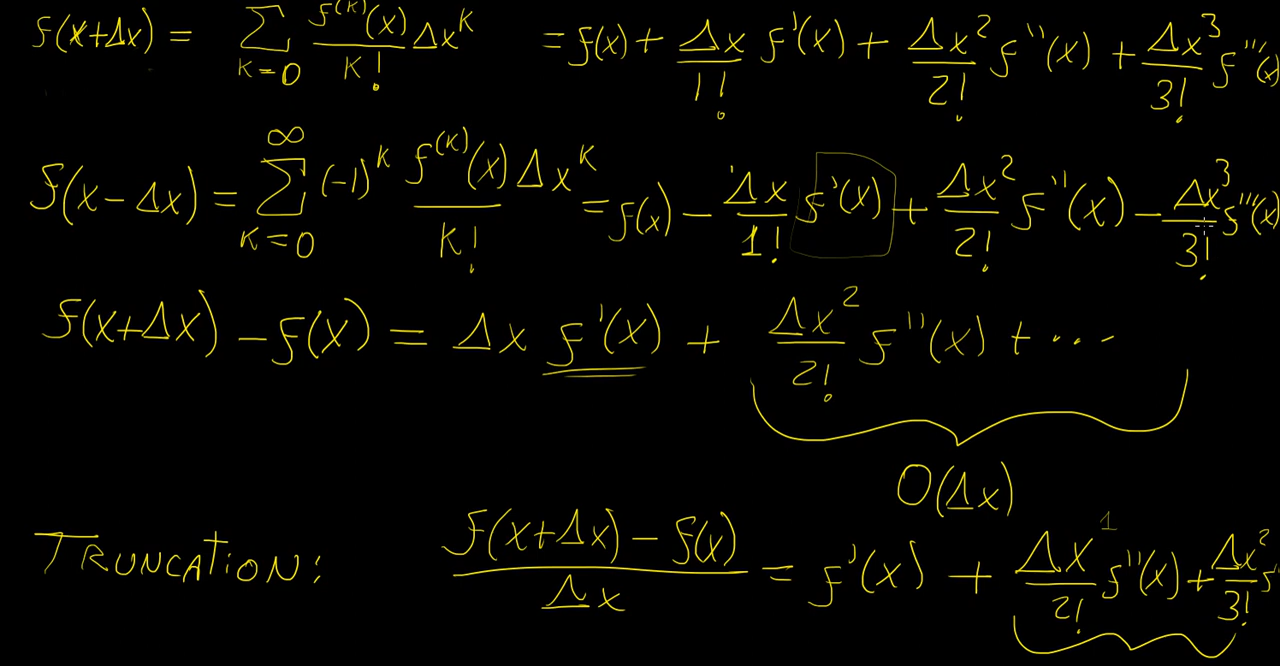 f(x+Δx) = Σ_{K=0} f^{(K)}(x)/K! Δx^K = f(x) + Δx/1! f'(x) + Δx²/2! f''(x) + Δx³/3! f'''(x)
f(x-Δx) = Σ_{K=0}^{∞} (-1)^K f^{(K)}(x)/K! Δx^K = f(x) - Δx/1! f'(x) + Δx²/2! f''(x) - Δx³/3! f'''(x)
f(x+Δx) - f(x) = Δx f'(x) + Δx²/2! f''(x) + ...
O(Δx)
TRUNCATION: (f(x+Δx) - f(x))/Δx = f'(x) + Δx¹/2! f''(x) + Δx²/3! f